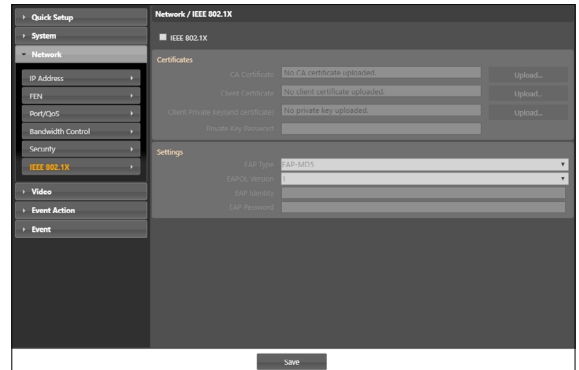 Quick Setup
System
Network
IP Address
FEN
Port/QoS
Bandwidth Control
Security
IEEE 802.1X
Video
Event Action
Event
Network / IEEE 802.1X
IEEE 802.1X
Certificates
CA Certificate No CA certificate uploaded. Upload...
Client Certificate No client certificate uploaded. Upload...
Client Private Key(and certificate) No private key uploaded. Upload...
Private Key Password
Settings
EAP Type EAP-MD5
EAPOL Version 1
EAP Identity
EAP Password
Save